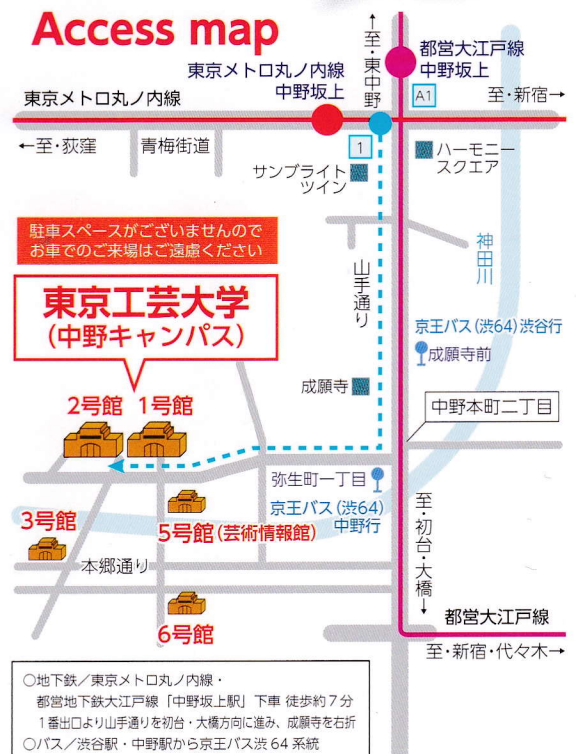 Access map
←至・東中野
都営大江戸線
中野坂上
東京メトロ丸ノ内線
中野坂上
東京メトロ丸ノ内線
A1
至・新宿→
←至・荻窪
青梅街道
1
サンブライト
ツイン
ハーモニー
スクエア
駐車スペースがございませんので
お車でのご来場はご遠慮ください
神田川
山手通り
東京工芸大学
(中野キャンパス)
京王バス(渋64)渋谷行
成願寺前
成願寺
中野本町二丁目
2号館
1号館
弥生町一丁目
京王バス(渋64)
中野行
3号館
5号館(芸術情報館)
至・初台・大橋→
本郷通り
6号館
都営大江戸線
至・新宿・代々木→
○地下鉄/東京メトロ丸ノ内線・
都営地下鉄大江戸線「中野坂上駅」下車 徒歩約7分
1番出口より山手通りを初台・大橋方向に進み、成願寺を右折
○バス/渋谷駅・中野駅から京王バス渋64系統